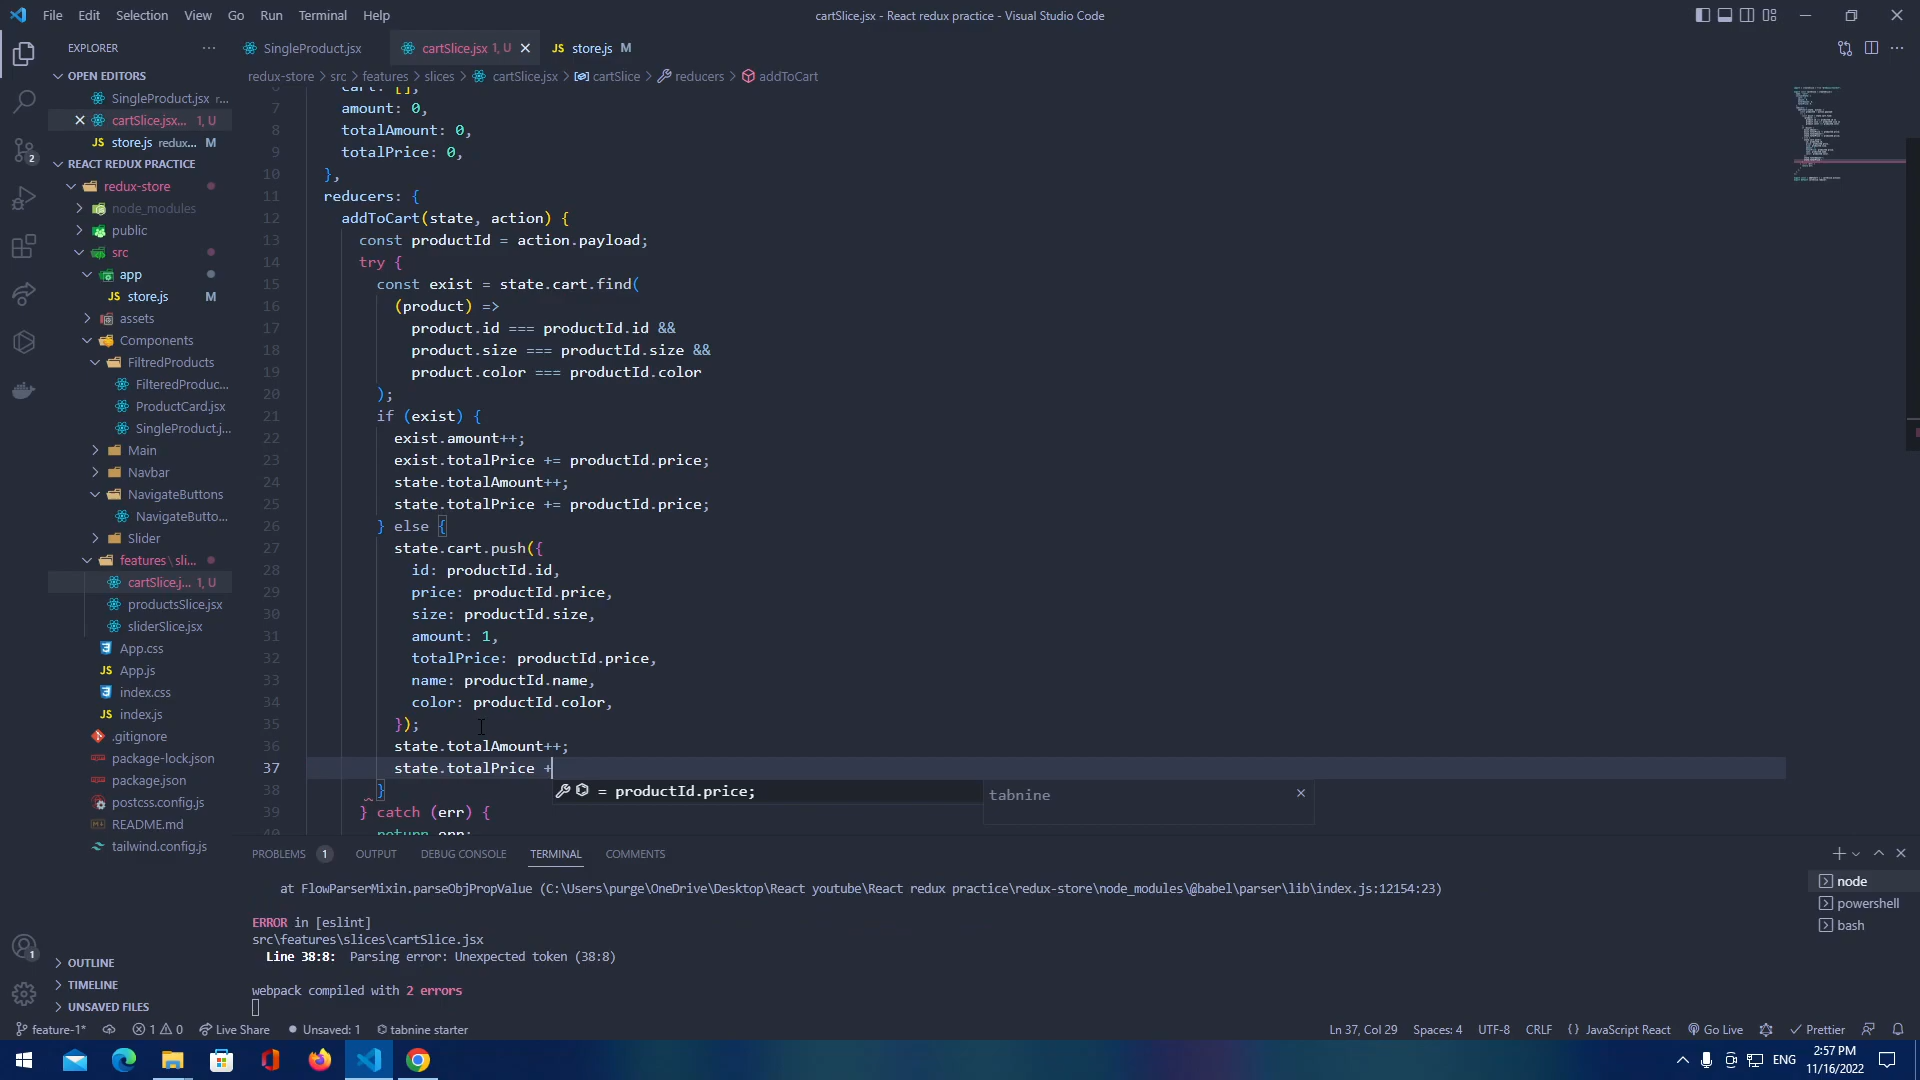 File Edit Selection View Go Run Terminal Help
cartSlice.jsx - React redux practice - Visual Studio Code
EXPLORER
SingleProduct.jsx
cartSlice.jsx 1, U
store.js M
redux-store > src > features > slices > cartSlice.jsx > cartSlice > reducers > addToCart
OPEN EDITORS
SingleProduct.jsx r...
cartSlice.jsx... 1, U
store.js redux... M
REACT REDUX PRACTICE
redux-store
node_modules
public
src
app
store.js M
assets
Components
FiltredProducts
FilteredProduc...
ProductCard.jsx
SingleProduct.j...
Main
Navbar
NavigateButtons
NavigateButto...
Slider
features\sli...
cartSlice.j... 1, U
productsSlice.jsx
sliderSlice.jsx
App.css
App.js
index.css
index.js
.gitignore
package-lock.json
package.json
postcss.config.js
README.md
tailwind.config.js
OUTLINE
TIMELINE
UNSAVED FILES
6 cart: [],
7 amount: 0,
8 totalAmount: 0,
9 totalPrice: 0,
10 },
11 reducers: {
12 addToCart(state, action) {
13 const productId = action.payload;
14 try {
15 const exist = state.cart.find(
16 (product) =>
17 product.id === productId.id &&
18 product.size === productId.size &&
19 product.color === productId.color
20 );
21 if (exist) {
22 exist.amount++;
23 exist.totalPrice += productId.price;
24 state.totalAmount++;
25 state.totalPrice += productId.price;
26 } else {
27 state.cart.push({
28 id: productId.id,
29 price: productId.price,
30 size: productId.size,
31 amount: 1,
32 totalPrice: productId.price,
33 name: productId.name,
34 color: productId.color,
35 });
36 state.totalAmount++;
37 state.totalPrice +
38 }
= productId.price;
tabnine
39 } catch (err) {
40 return err;
PROBLEMS 1 OUTPUT DEBUG CONSOLE TERMINAL COMMENTS
at FlowParserMixin.parseObjPropValue (C:\Users\purge\OneDrive\Desktop\React youtube\React redux practice\redux-store\node_modules\@babel\parser\lib\index.js:12154:23)
ERROR in [eslint]
src\features\slices\cartSlice.jsx
Line 38:8: Parsing error: Unexpected token (38:8)
webpack compiled with 2 errors
node
powershell
bash
feature-1* 1 0 Live Share Unsaved: 1 tabnine starter
Ln 37, Col 29 Spaces: 4 UTF-8 CRLF JavaScript React Go Live Prettier
ENG
2:57 PM
11/16/2022